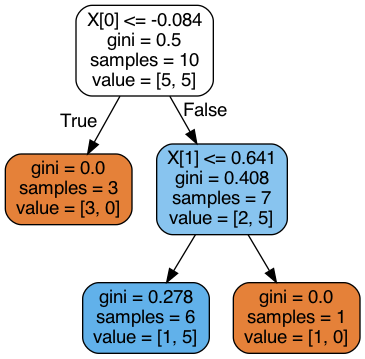 X[0] <= -0.084
gini = 0.5
samples = 10
value = [5, 5]
True
False
gini = 0.0
samples = 3
value = [3, 0]
X[1] <= 0.641
gini = 0.408
samples = 7
value = [2, 5]
gini = 0.278
samples = 6
value = [1, 5]
gini = 0.0
samples = 1
value = [1, 0]